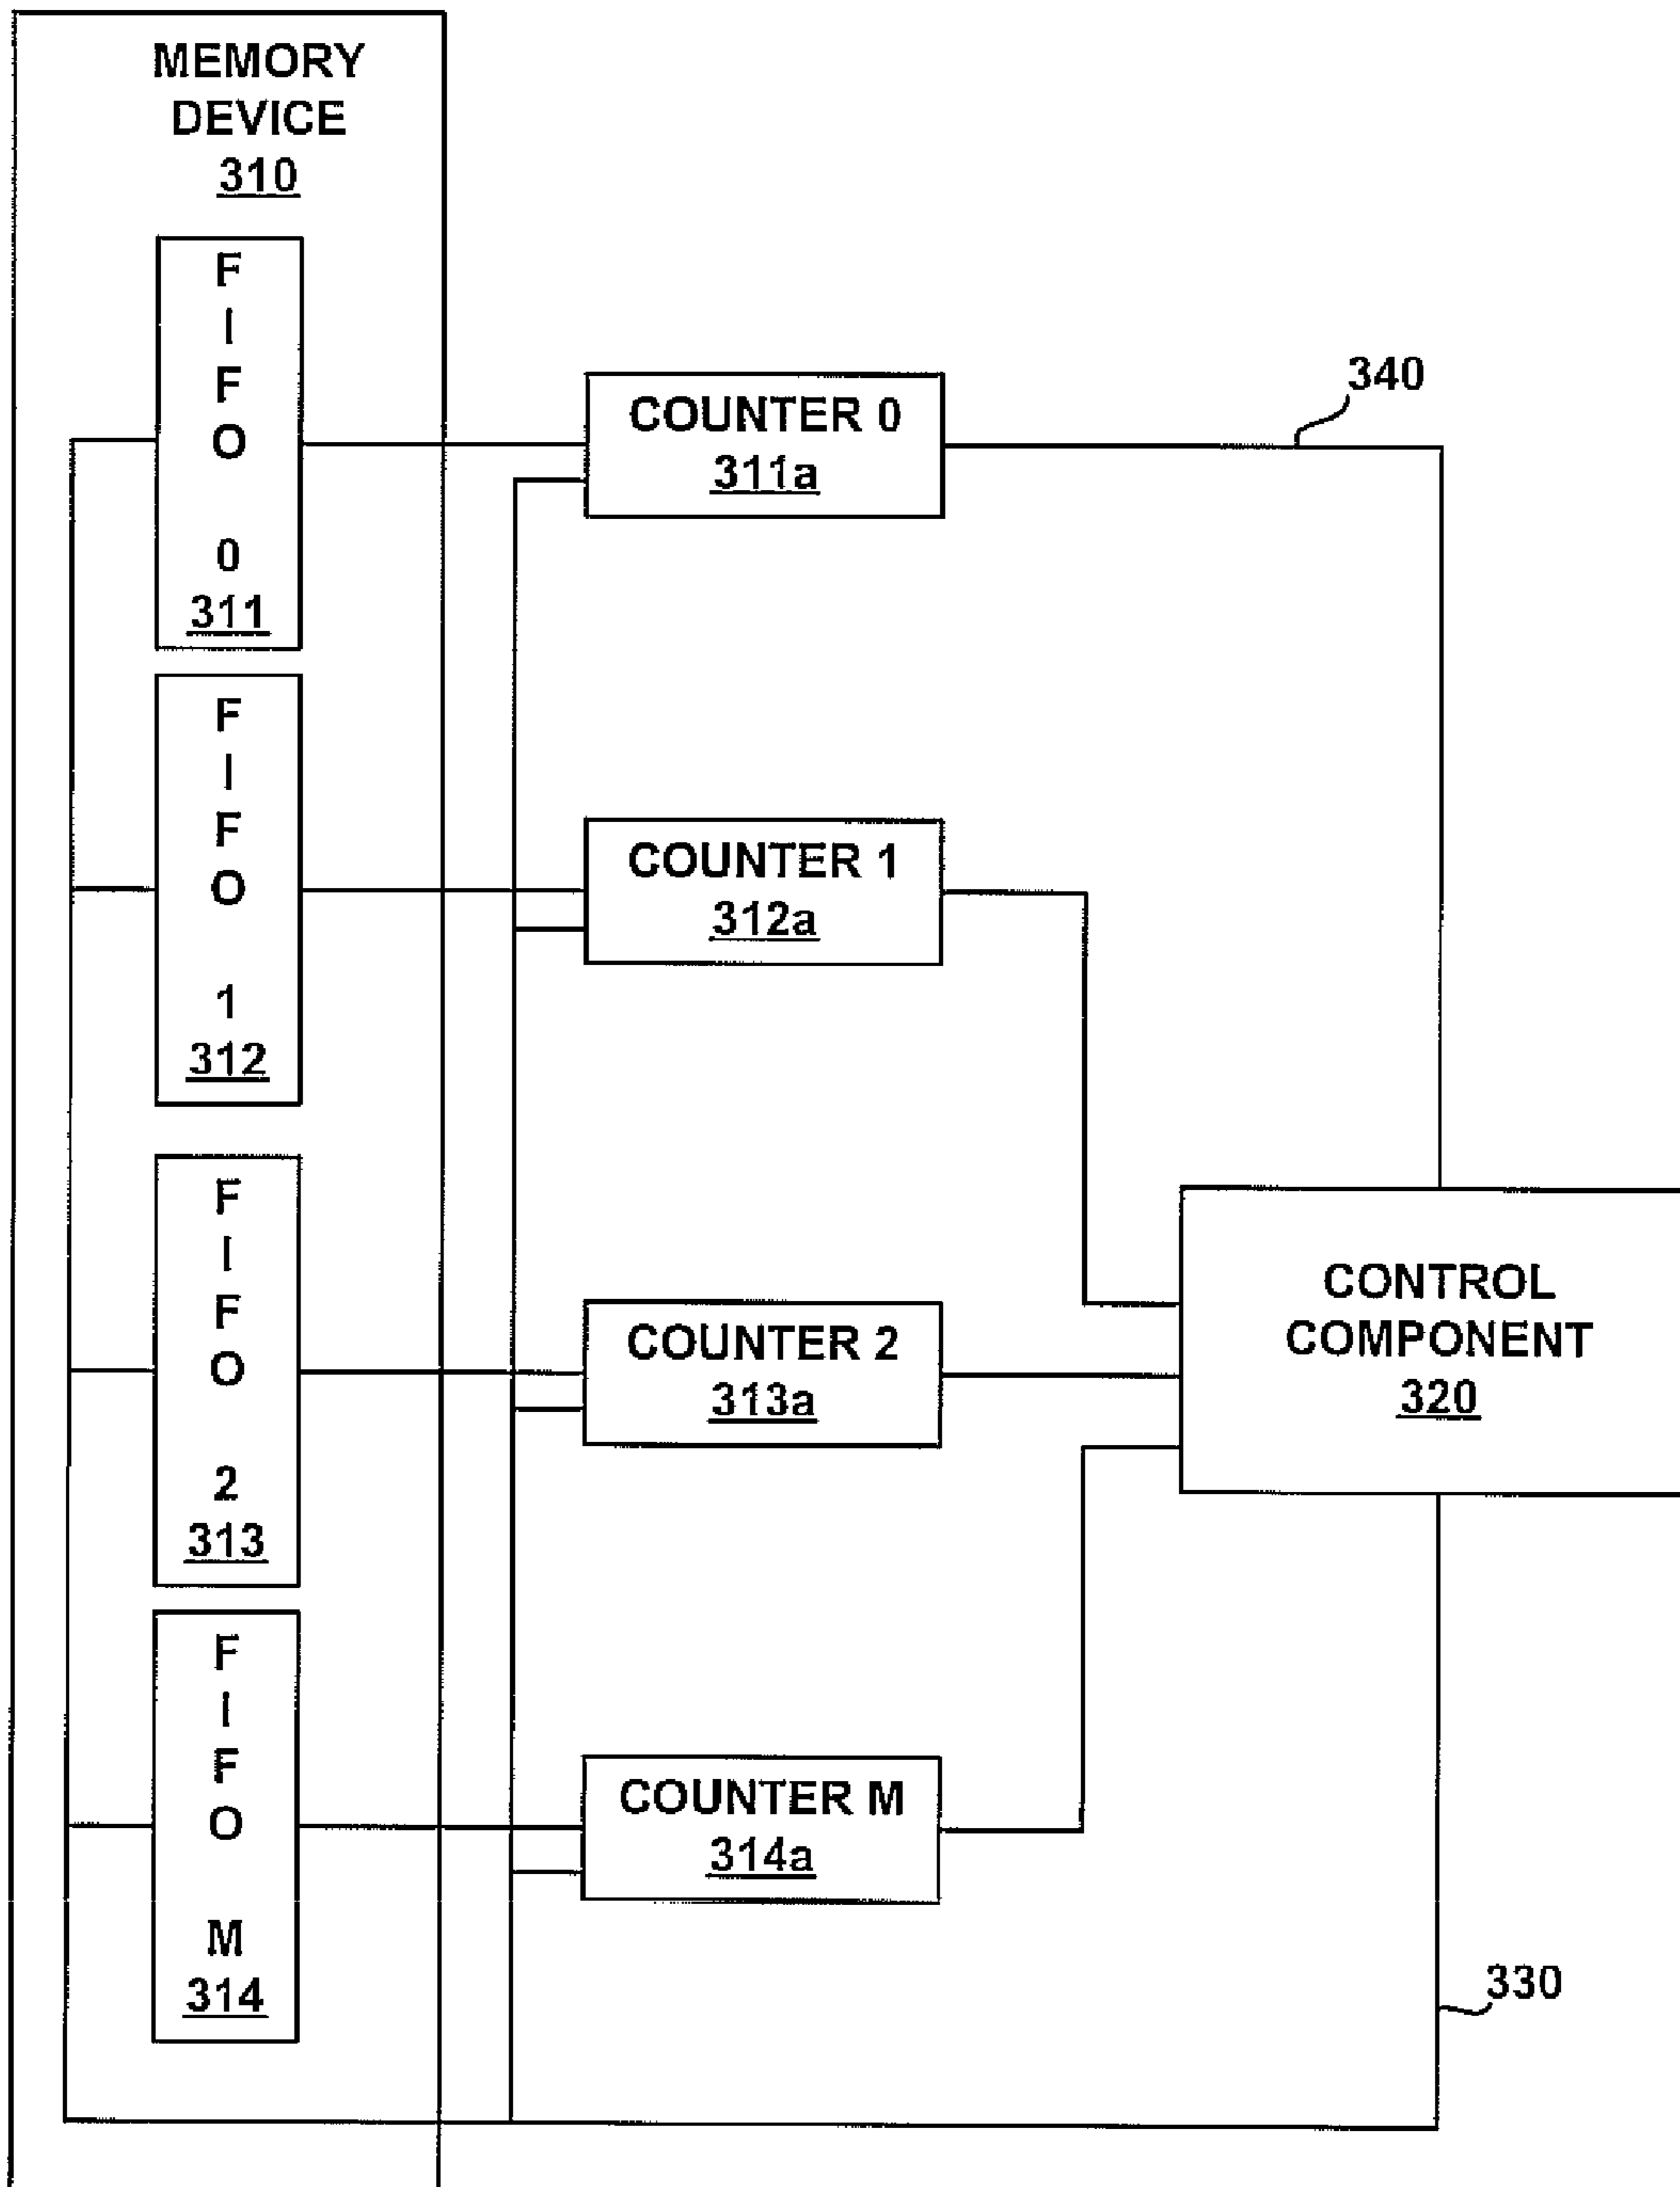 MEMORY
DEVICE
310
F
I
F
O
0
311
F
I
F
O
1
312
F
I
F
O
2
313
F
I
F
O
M
314
COUNTER 0
311a
COUNTER 1
312a
COUNTER 2
313a
COUNTER M
314a
340
CONTROL
COMPONENT
320
330